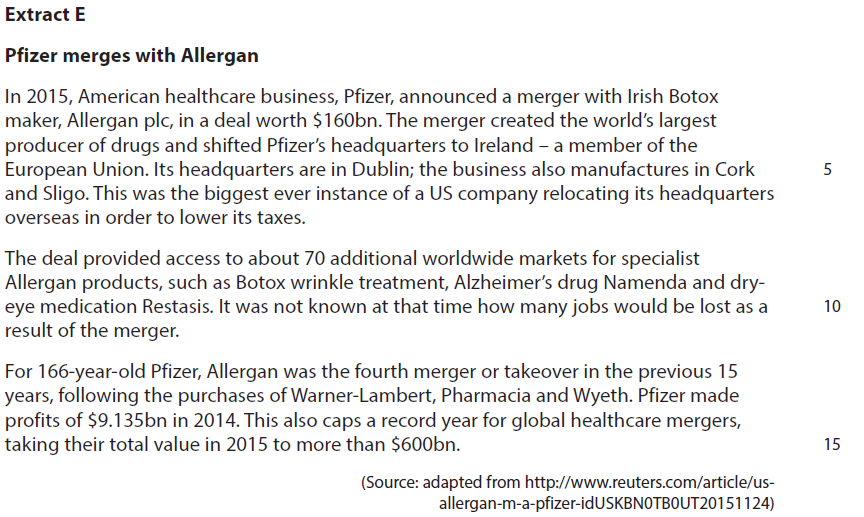 Extract E
Pfizer merges with Allergan
In 2015, American healthcare business, Pfizer, announced a merger with Irish Botox
maker, Allergan plc, in a deal worth $160bn. The merger created the world's largest
producer of drugs and shifted Pfizer's headquarters to Ireland – a member of the
European Union. Its headquarters are in Dublin; the business also manufactures in Cork 5
and Sligo. This was the biggest ever instance of a US company relocating its headquarters
overseas in order to lower its taxes.
The deal provided access to about 70 additional worldwide markets for specialist
Allergan products, such as Botox wrinkle treatment, Alzheimer's drug Namenda and dry-
eye medication Restasis. It was not known at that time how many jobs would be lost as a 10
result of the merger.
For 166-year-old Pfizer, Allergan was the fourth merger or takeover in the previous 15
years, following the purchases of Warner-Lambert, Pharmacia and Wyeth. Pfizer made
profits of $9.135bn in 2014. This also caps a record year for global healthcare mergers,
taking their total value in 2015 to more than $600bn. 15
(Source: adapted from http://www.reuters.com/article/us-
allergan-m-a-pfizer-idUSKBN0TB0UT20151124)